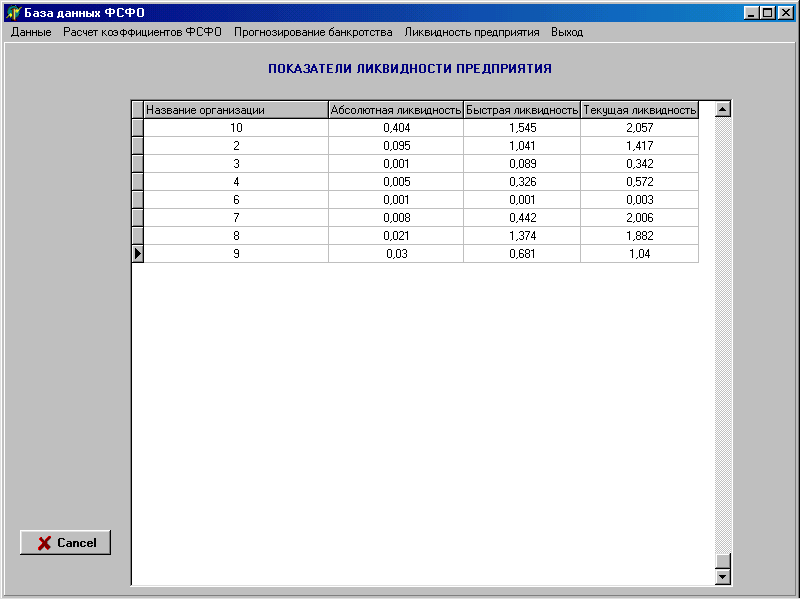 База данных ФСФО
Данные Расчет коэффициентов ФСФО Прогнозирование банкротства Ликвидность предприятия Выход
ПОКАЗАТЕЛИ ЛИКВИДНОСТИ ПРЕДПРИЯТИЯ
Название организации Абсолютная ликвидность Быстрая ликвидность Текущая ликвидность
10 0,404 1,545 2,057
2 0,095 1,041 1,417
3 0,001 0,089 0,342
4 0,005 0,326 0,572
6 0,001 0,001 0,003
7 0,008 0,442 2,006
8 0,021 1,374 1,882
9 0,03 0,681 1,04
Cancel